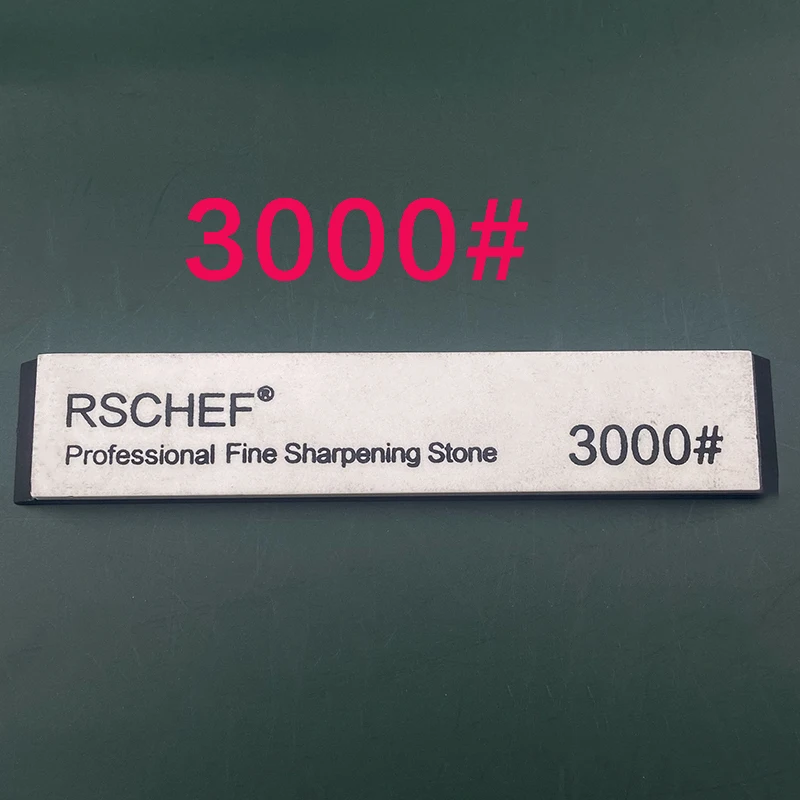 3000#
RSCHEF®
Professional Fine Sharpening Stone 3000#